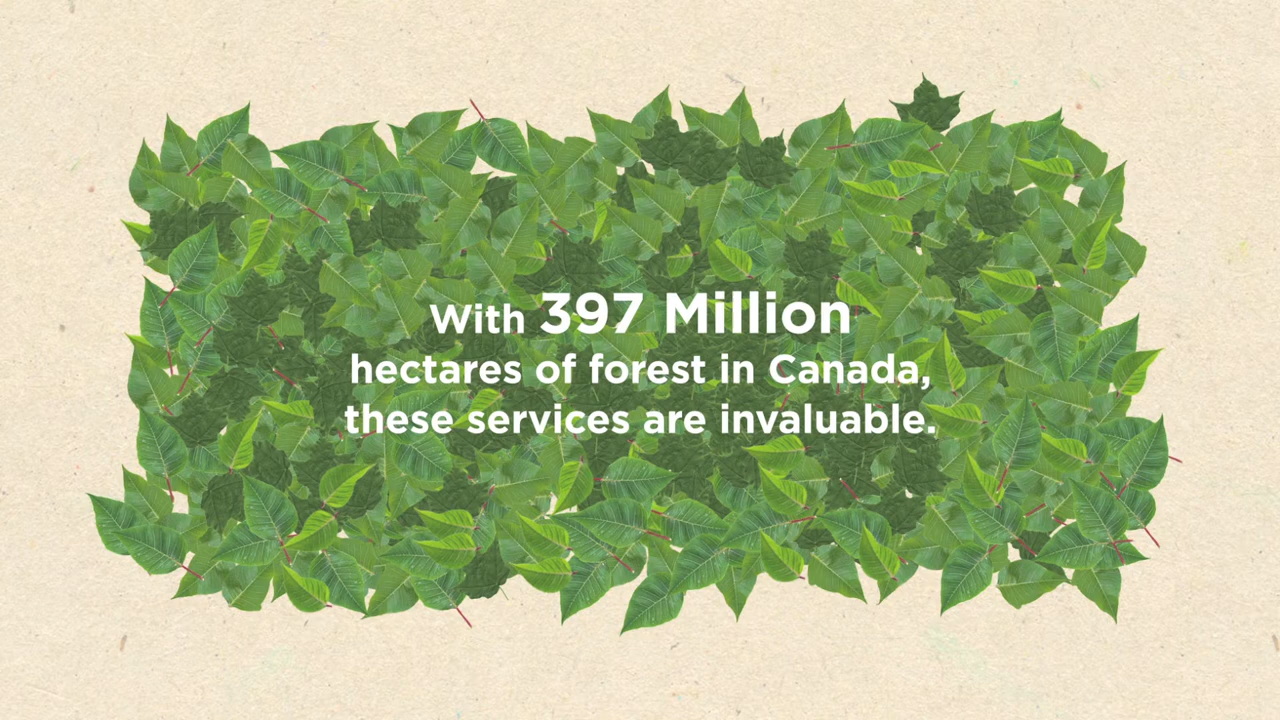 With 397 Million
hectares of forest in Canada,
these services are invaluable.